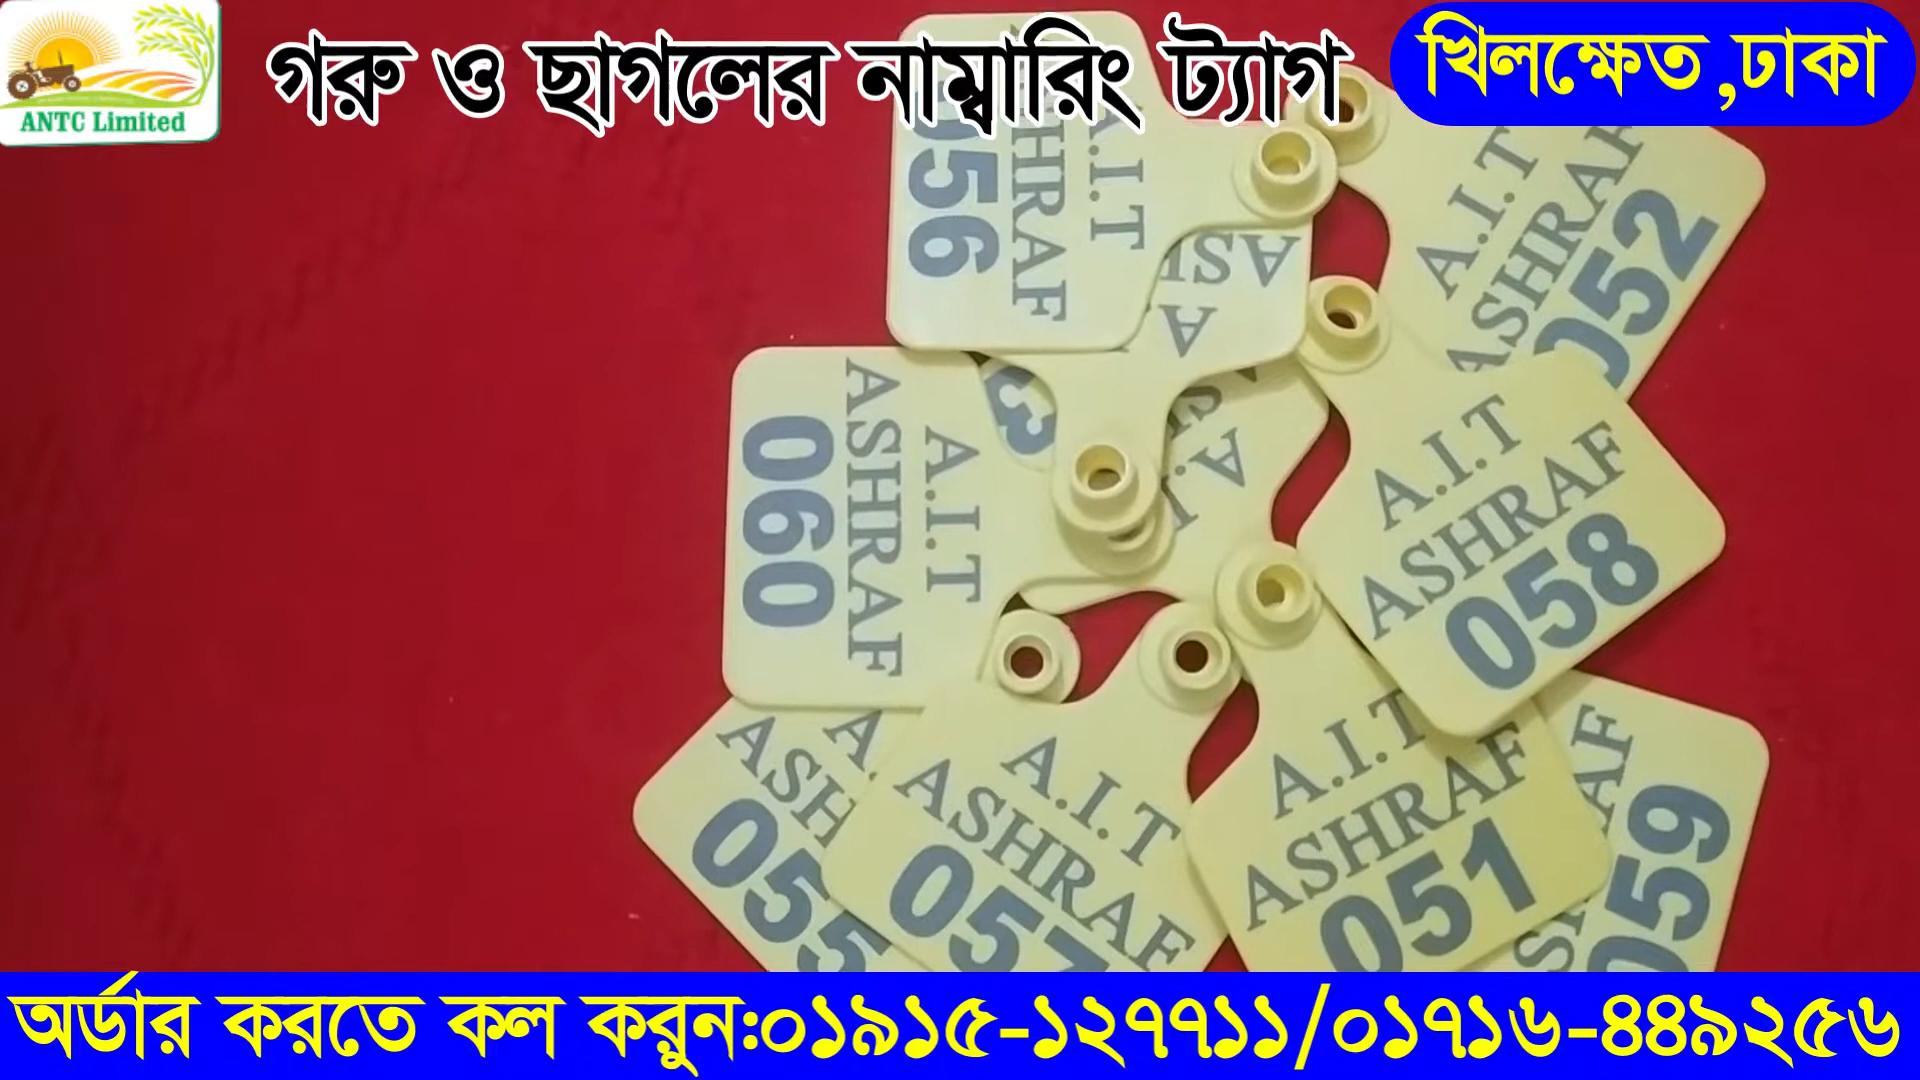 ANTC Limited
গরু ও ছাগলের নাম্বারিং ট্যাগ
খিলক্ষেত,ঢাকা
A.I.T
ASHRAF
056
A.I.T
ASHRAF
052
A.I.T
ASHRAF
060
A.I.T
ASHRAF
058
A.I.T
ASHRAF
057
A.I.T
ASHRAF
051
055
059
অর্ডার করতে কল করুন:০১৯১৫-১২৭৭১১/০১৭১৬-৪৪৯২৫৬